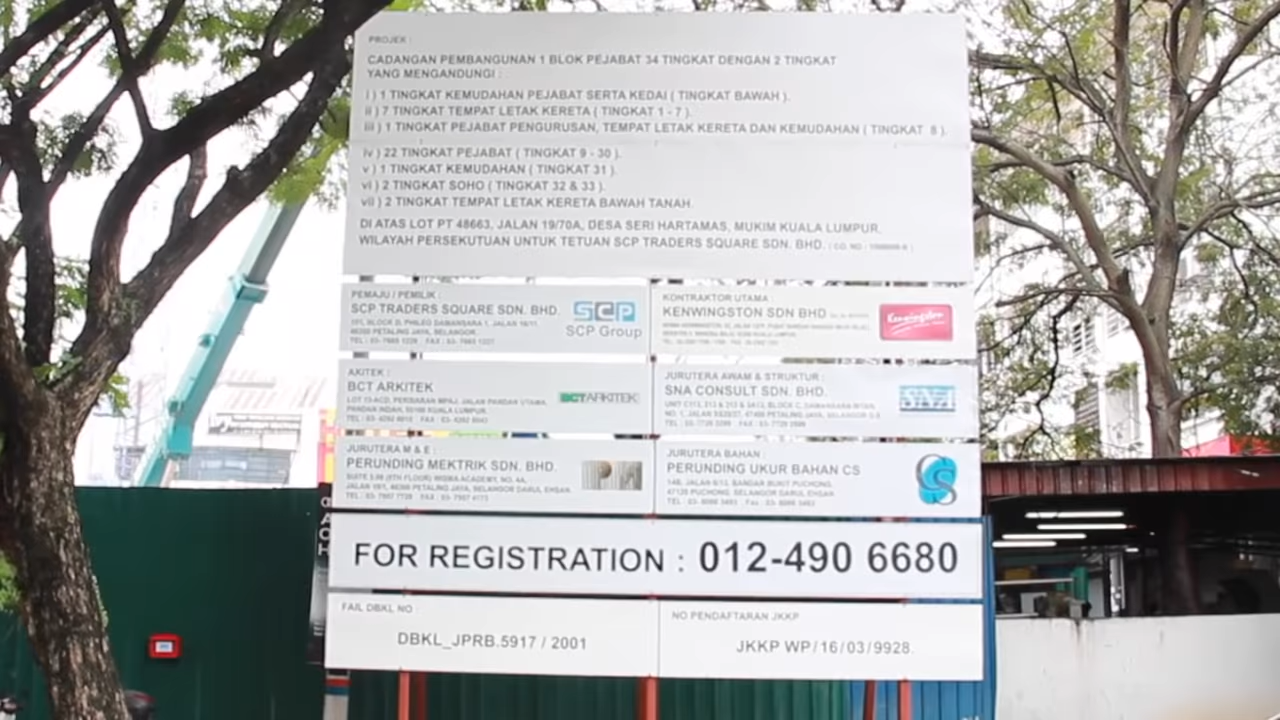 PROJEK :
CADANGAN PEMBANGUNAN 1 BLOK PEJABAT 34 TINGKAT DENGAN 2 TINGKAT
YANG MENGANDUNGI : .
i ) 1 TINGKAT KEMUDAHAN PEJABAT SERTA KEDAI ( TINGKAT BAWAH ).
ii ) 7 TINGKAT TEMPAT LETAK KERETA ( TINGKAT 1 - 7 ).
iii ) 1 TINGKAT PEJABAT PENGURUSAN, TEMPAT LETAK KERETA DAN KEMUDAHAN ( TINGKAT 8 ).
iv ) 22 TINGKAT PEJABAT ( TINGKAT 9 - 30 ).
v ) 1 TINGKAT KEMUDAHAN ( TINGKAT 31 ).
vi ) 2 TINGKAT SOHO ( TINGKAT 32 & 33 ).
vii ) 2 TINGKAT TEMPAT LETAK KERETA BAWAH TANAH.
DI ATAS LOT PT 48663, JALAN 19/70A, DESA SERI HARTAMAS, MUKIM KUALA LUMPUR.
WILAYAH PERSEKUTUAN UNTUK TETUAN SCP TRADERS SQUARE SDN. BHD.
PEMAJU / PEMILIK :
SCP TRADERS SQUARE SDN. BHD.
SCP
SCP Group
KONTRAKTOR UTAMA :
KENWINGSTON SDN BHD
Kenwingston
AKITEK :
BCT ARKITEK
BCT ARKITEK
JURUTERA AWAM & STRUKTUR :
SNA CONSULT SDN. BHD.
SNA
JURUTERA M & E :
PERUNDING MEKTRIK SDN. BHD.
JURUTERA BAHAN :
PERUNDING UKUR BAHAN CS
FOR REGISTRATION : 012-490 6680
FAIL DBKL NO :
DBKL_JPRB.5917 / 2001
NO PENDAFTARAN JKKP
JKKP WP/16/03/9928.